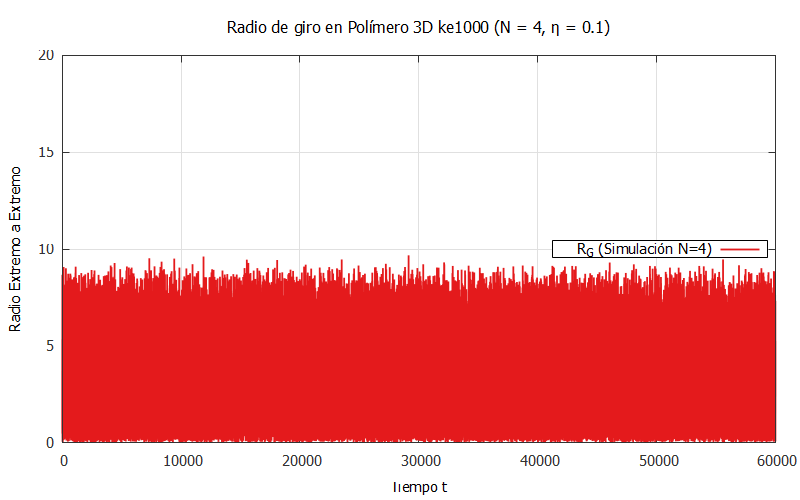 Radio de giro en Polímero 3D ke1000 (N = 4, η = 0.1)
20
15
10
5
0
Radio Extremo a Extremo
R_G (Simulación N=4)
0 10000 20000 30000 40000 50000 60000
Tiempo t